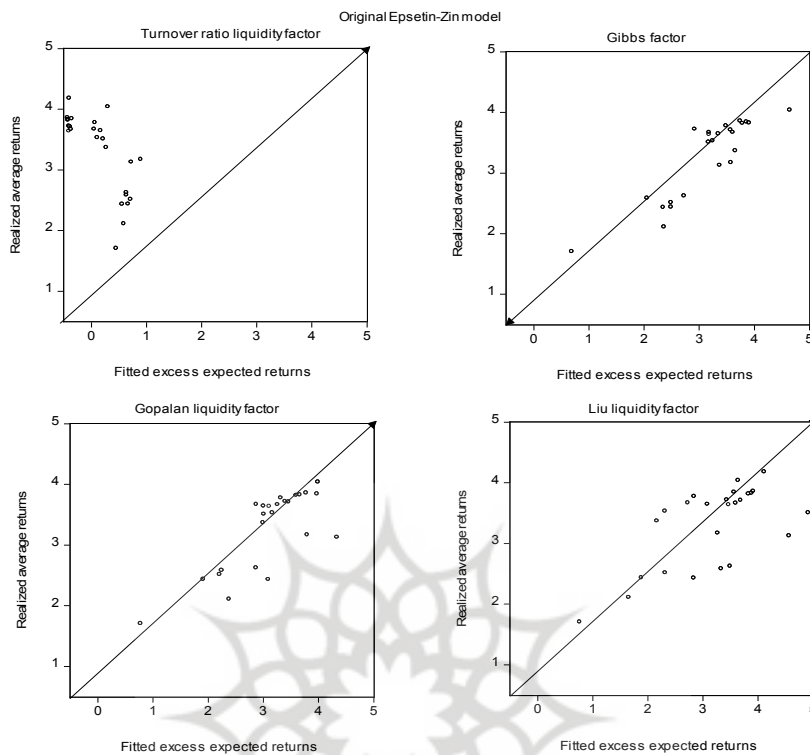 Original Epsetin-Zin model
Turnover ratio liquidity factor
Gibbs factor
Realized average returns
5
4
3
2
1
0 1 2 3 4 5
Fitted excess expected returns
Realized average returns
5
4
3
2
1
0 1 2 3 4 5
Fitted excess expected returns
Gopalan liquidity factor
Liu liquidity factor
Realized average returns
5
4
3
2
1
0 1 2 3 4 5
Fitted excess expected returns
Realized average returns
5
4
3
2
1
0 1 2 3 4 5
Fitted excess expected returns